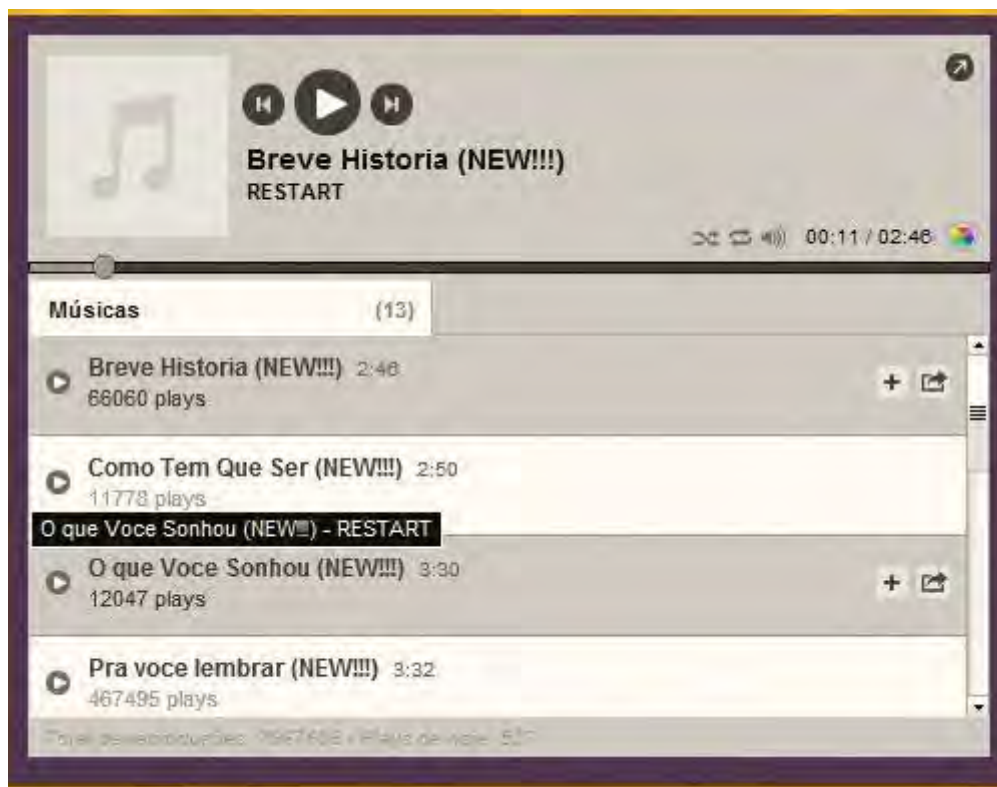 Breve Historia (NEW!!!)
RESTART
00:11 / 02:46
Músicas (13)
Breve Historia (NEW!!!) 2:46
66060 plays
Como Tem Que Ser (NEW!!!) 2:50
11778 plays
O que Voce Sonhou (NEW!!!) - RESTART
O que Voce Sonhou (NEW!!!) 3:30
12047 plays
Pra voce lembrar (NEW!!!) 3:32
467495 plays